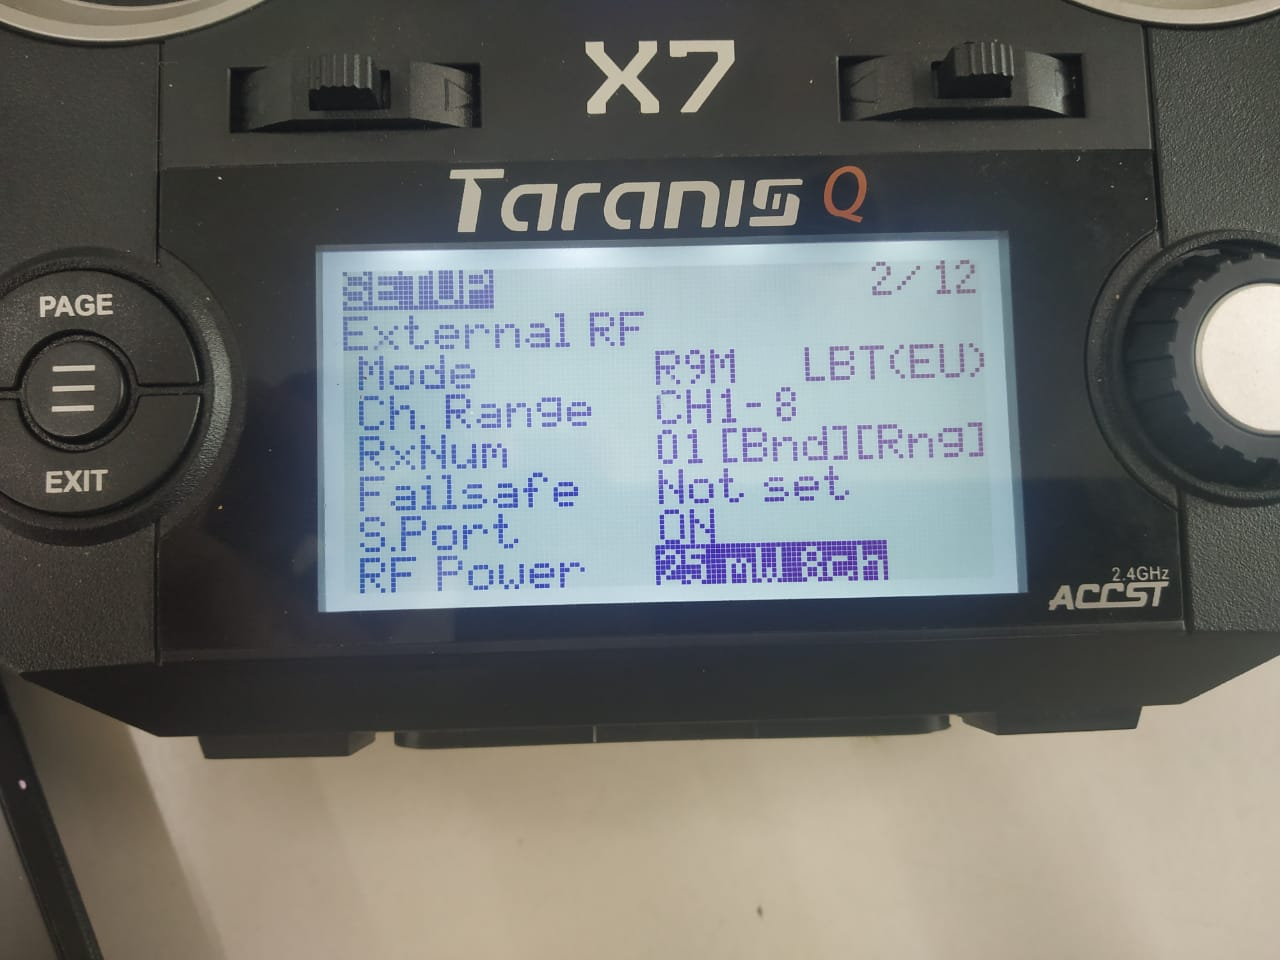 X7
Taranis Q
PAGE
EXIT
SETUP 2/12
External RF
Mode R9M LBT(EU)
Ch. Range CH1-8
RxNum 01 [Bnd][Rng]
Failsafe Not set
S.Port ON
RF Power 25 mW 8ch
2.4GHz
ACCST